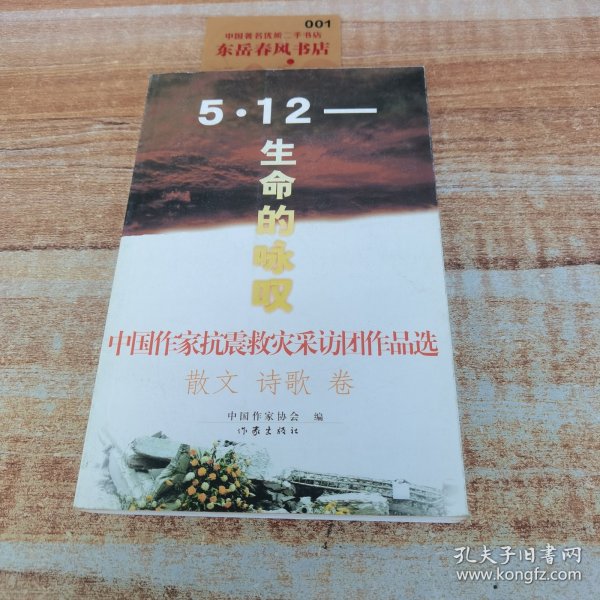 001
中国著名优质二手书店
东岳春风书店
5·12—
生命的咏叹
中国作家抗震救灾采访团作品选
散文 诗歌 卷
中国作家协会 编
作家出版社
孔夫子旧书网
www.kongfz.com